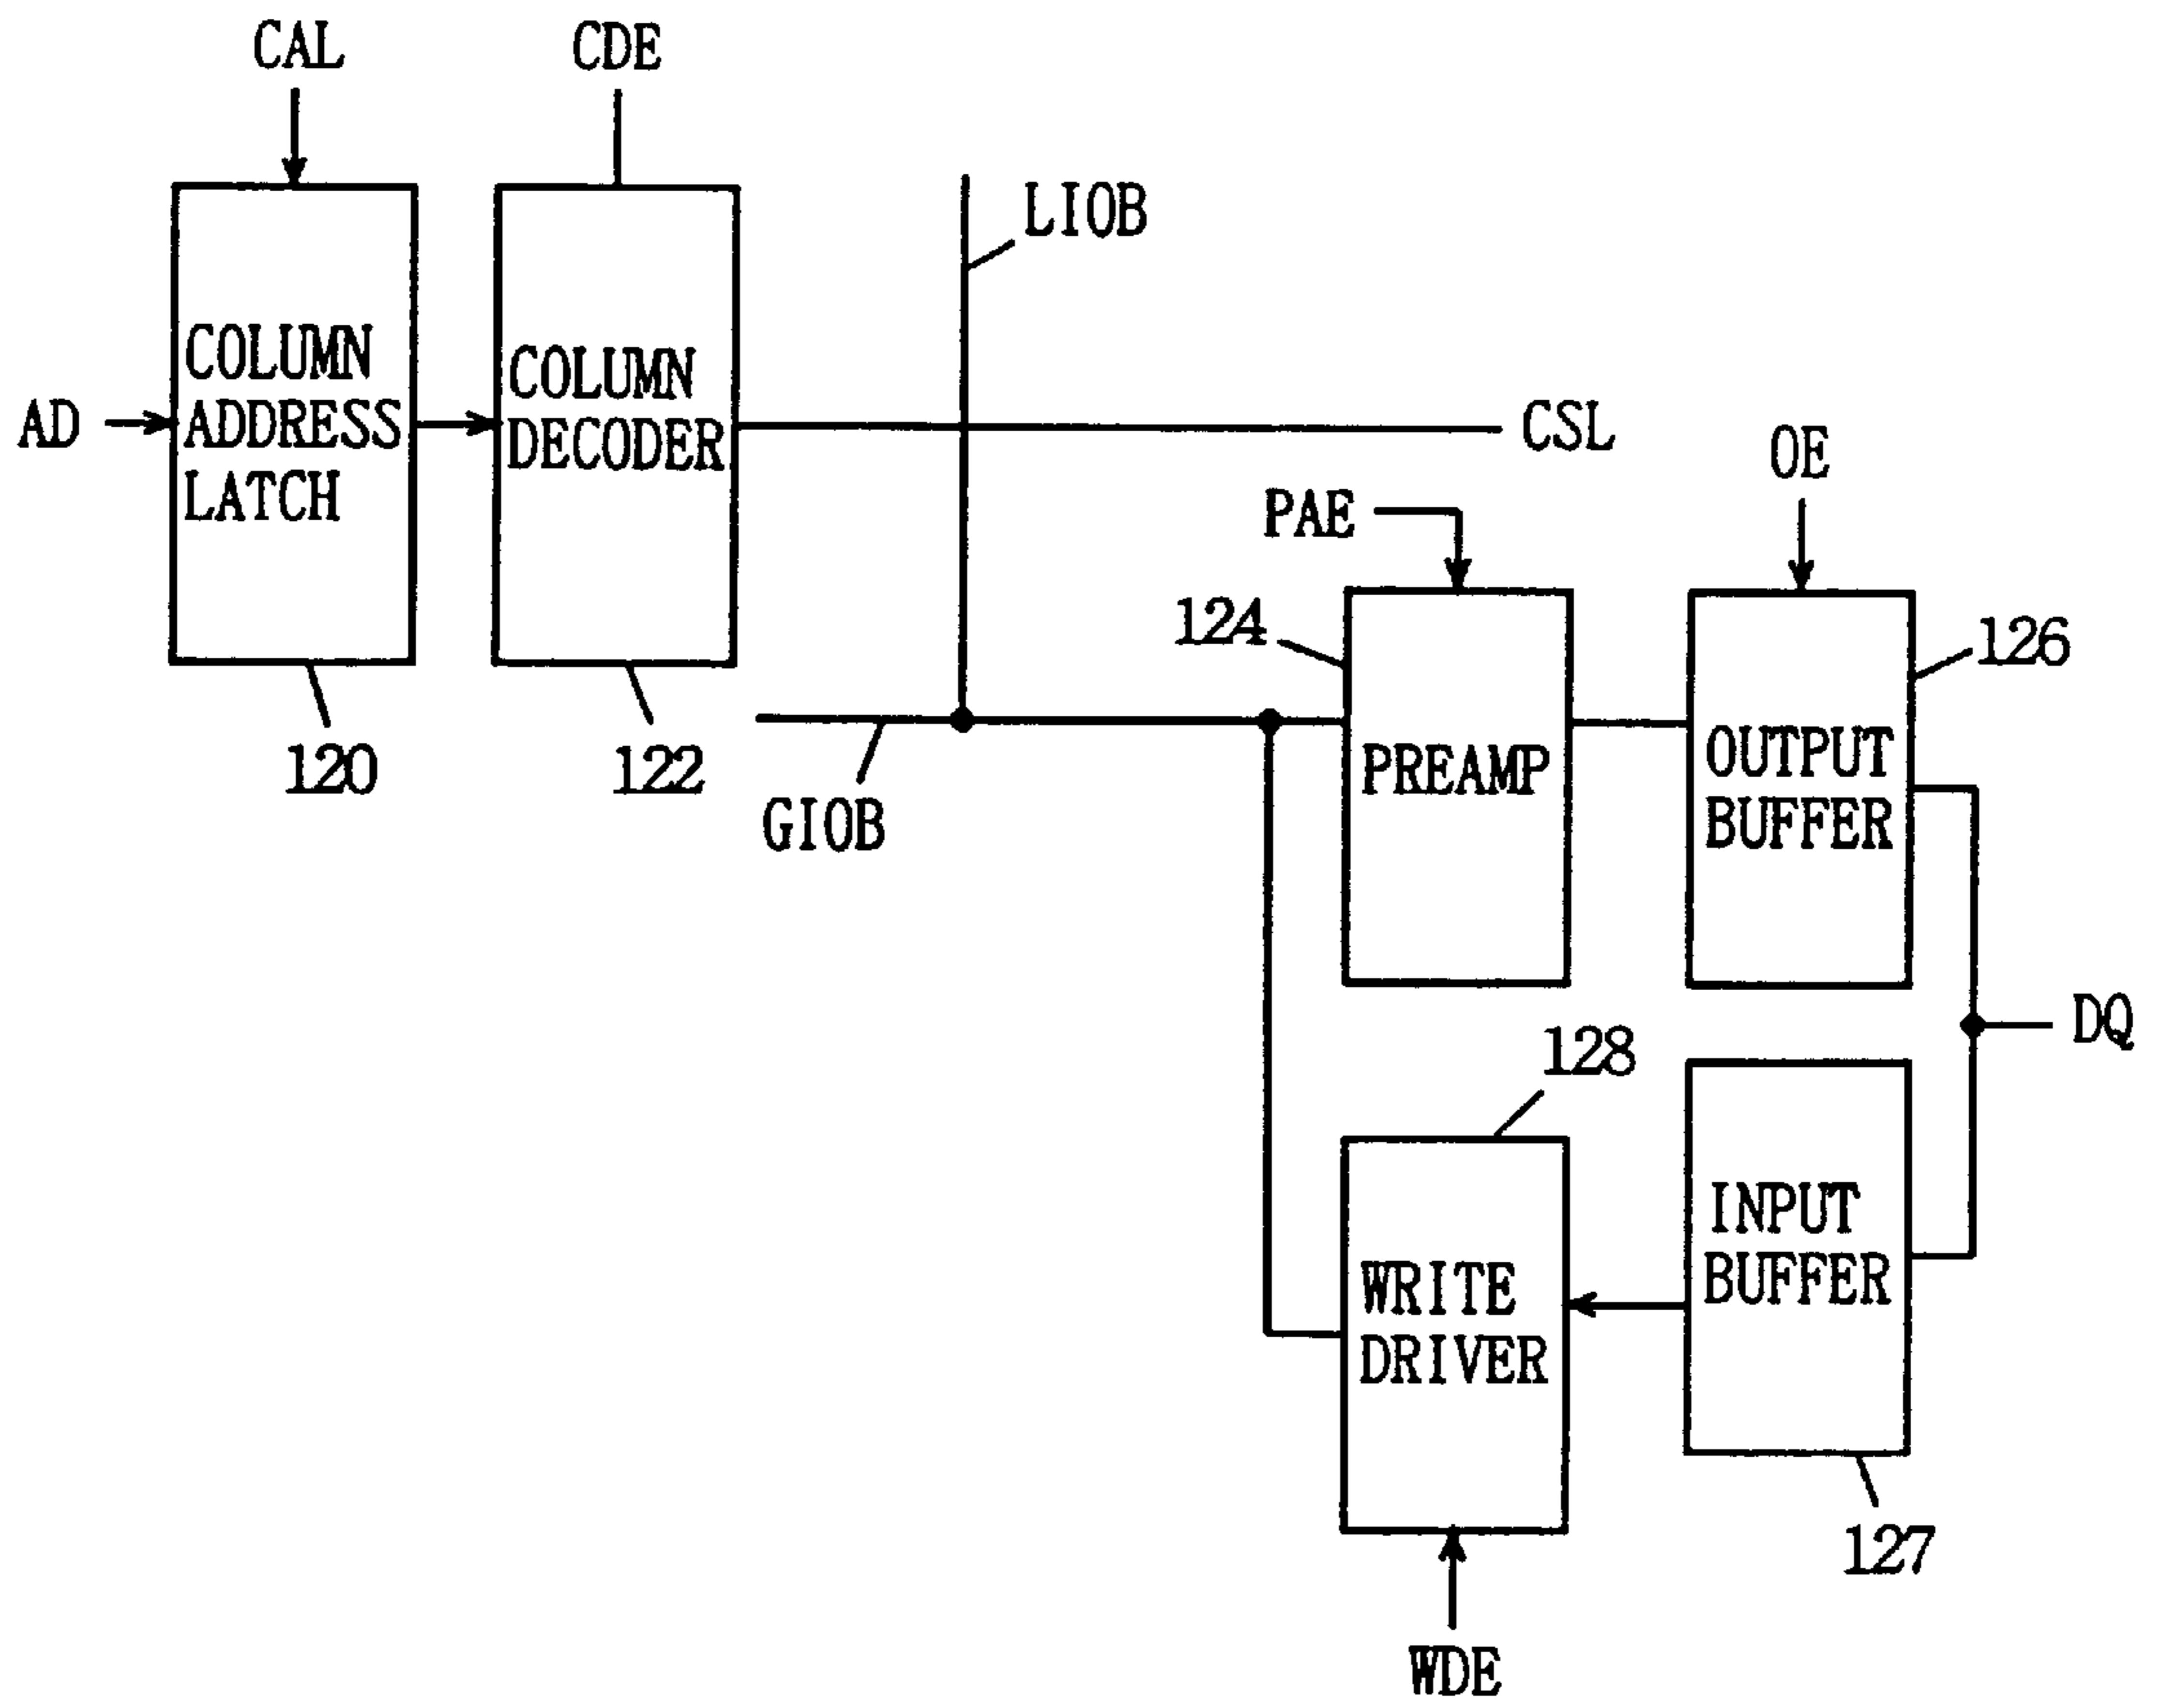 CAL
CDE
LIOB
COLUMN
ADDRESS
LATCH
COLUMN
DECODER
AD
CSL
OE
PAE
124
126
120
122
GIOB
PREAMP
OUTPUT
BUFFER
DQ
128
INPUT
BUFFER
WRITE
DRIVER
127
WDE